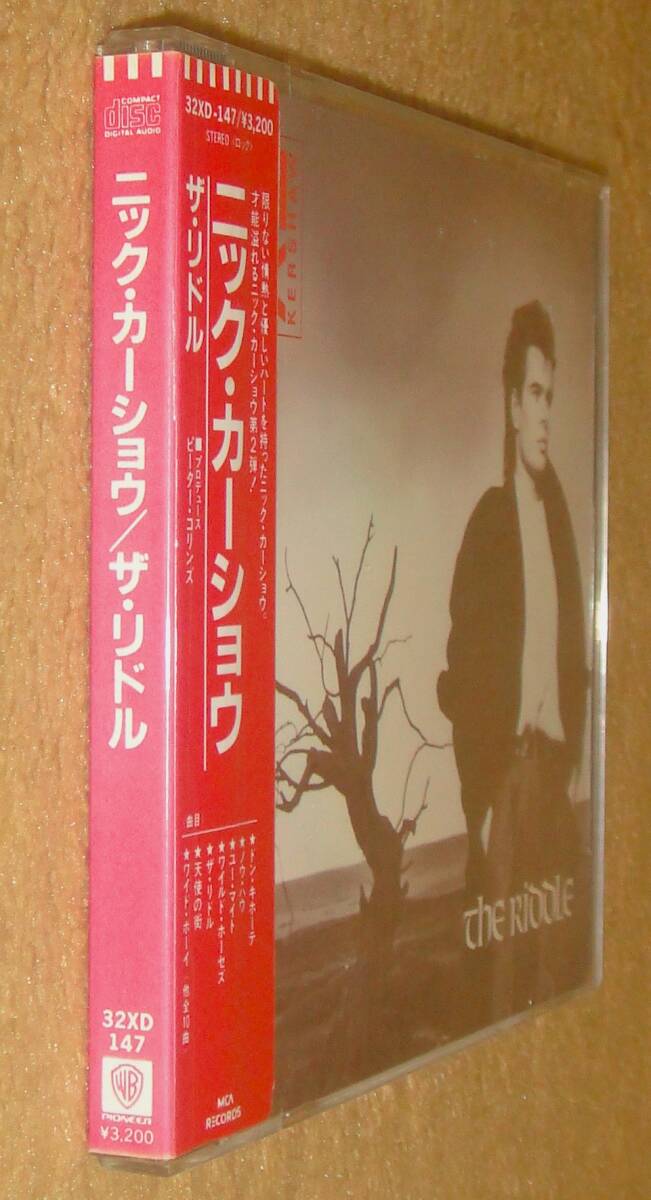 COMPACT
disc
DIGITAL AUDIO
ニック・カーショウ/ザ・リドル
32XD
147
WB
PIONEER
¥3,200
32XD-147/¥3,200
STEREO 〈ロック〉
限りない情熱と優しいハートを持ったニック・カーショウ。
才能溢れるニック・カーショウ第2弾!
ニック・カーショウ
ザ・リドル
■プロデュース
ピーター・コリンズ
曲目
★ドン・キホーテ
★ノウ・ハウ
★ユー・マイト
★ワイルド・ホーセズ
★ザ・リドル
★天使の街
★ワイド・ボーイ 他全10曲
MCA
RECORDS
KERSHAW
the RIDDLE